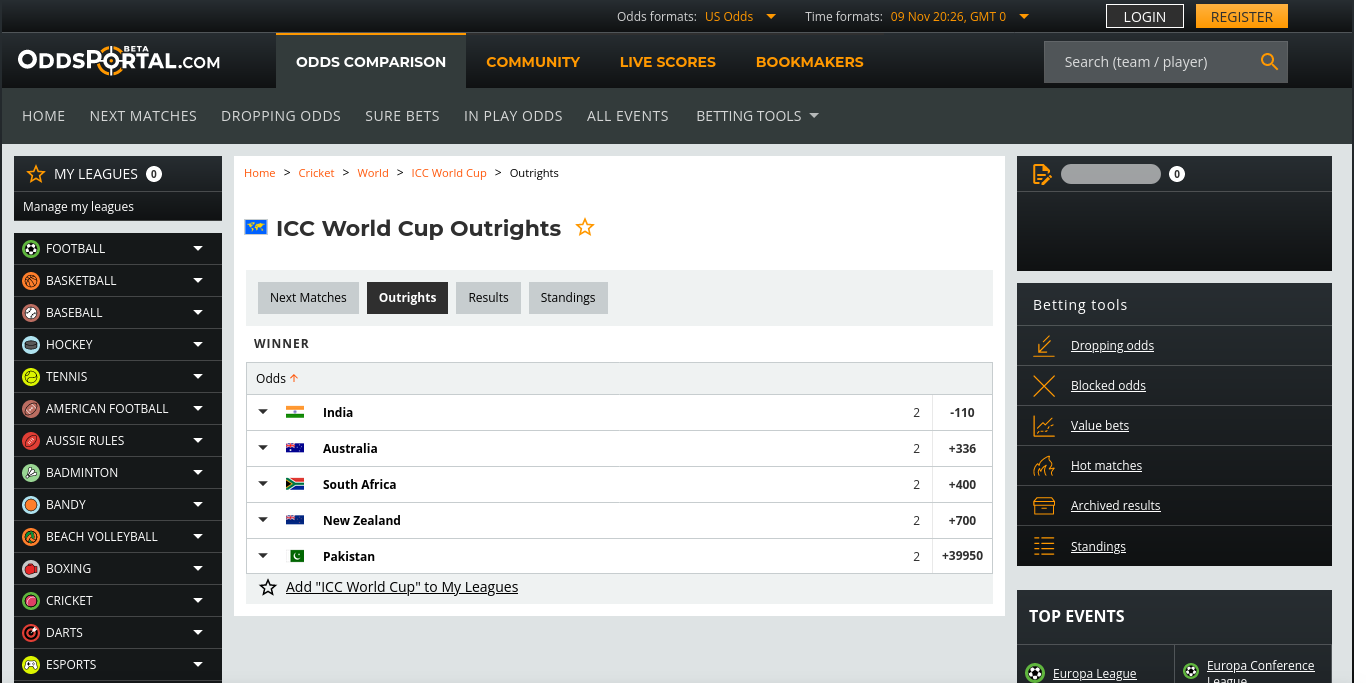 Odds formats: US Odds Time formats: 09 Nov 20:26, GMT 0 LOGIN REGISTER
ODDSPORTAL.COM BETA ODDS COMPARISON COMMUNITY LIVE SCORES BOOKMAKERS Search (team / player)
HOME NEXT MATCHES DROPPING ODDS SURE BETS IN PLAY ODDS ALL EVENTS BETTING TOOLS
MY LEAGUES 0
Manage my leagues
FOOTBALL
BASKETBALL
BASEBALL
HOCKEY
TENNIS
AMERICAN FOOTBALL
AUSSIE RULES
BADMINTON
BANDY
BEACH VOLLEYBALL
BOXING
CRICKET
DARTS
ESPORTS
Home > Cricket > World > ICC World Cup > Outrights
ICC World Cup Outrights
Next Matches Outrights Results Standings
WINNER
Odds
India 2 -110
Australia 2 +336
South Africa 2 +400
New Zealand 2 +700
Pakistan 2 +39950
Add "ICC World Cup" to My Leagues
0
Betting tools
Dropping odds
Blocked odds
Value bets
Hot matches
Archived results
Standings
TOP EVENTS
Europa League
Europa Conference
League